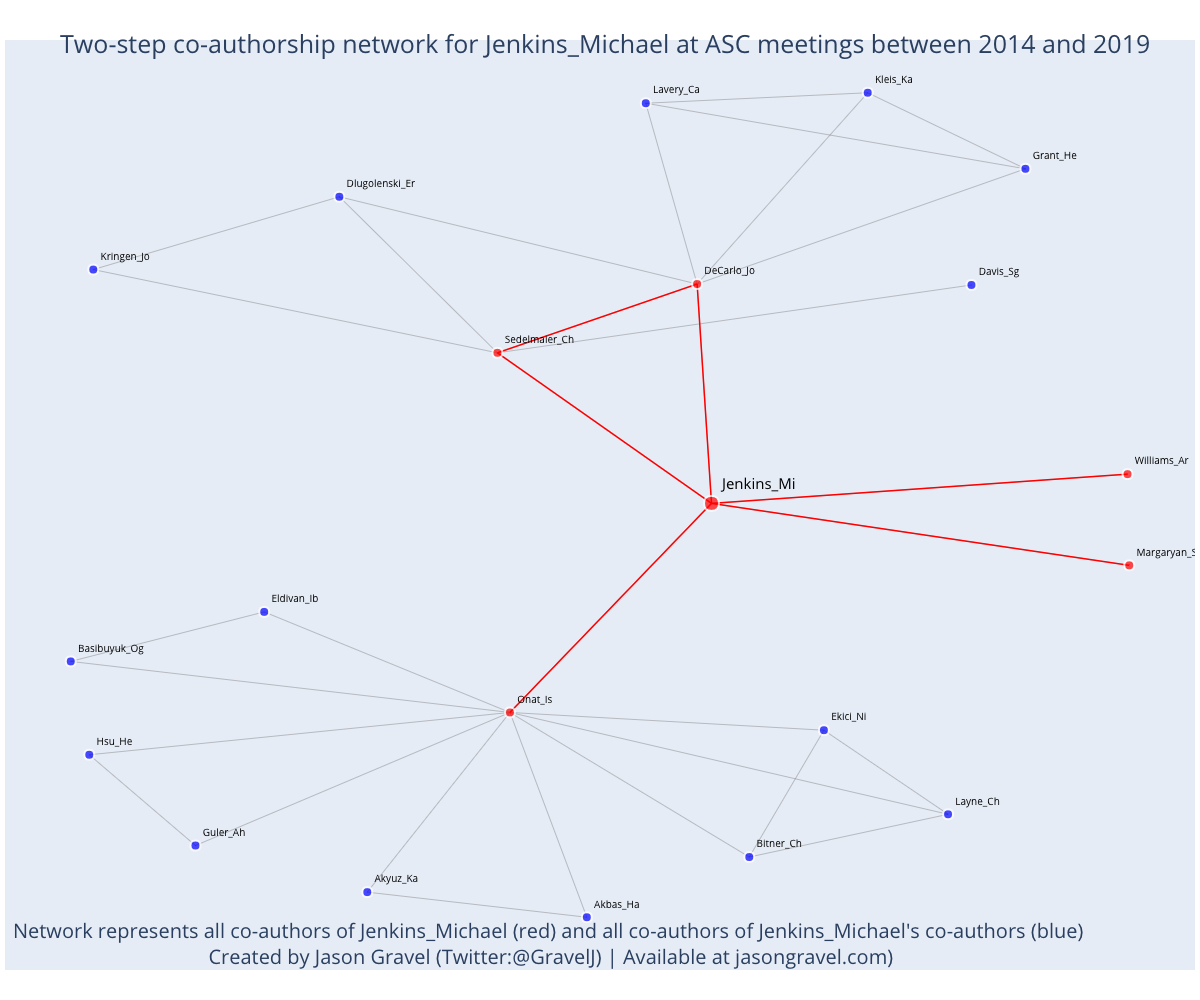 Two-step co-authorship network for Jenkins_Michael at ASC meetings between 2014 and 2019
Kleis_Ka
Lavery_Ca
Grant_He
Dlugolenski_Er
Kringen_Jo
DeCarlo_Jo
Davis_Sg
Sedelmaier_Ch
Williams_Ar
Jenkins_Mi
Margaryan_S
Eldivan_Ib
Basibuyuk_Og
Onat_Is
Ekici_Ni
Hsu_He
Layne_Ch
Guler_Ah
Bitner_Ch
Akyuz_Ka
Akbas_Ha
Network represents all co-authors of Jenkins_Michael (red) and all co-authors of Jenkins_Michael's co-authors (blue)
Created by Jason Gravel (Twitter:@GravelJ) | Available at jasongravel.com)